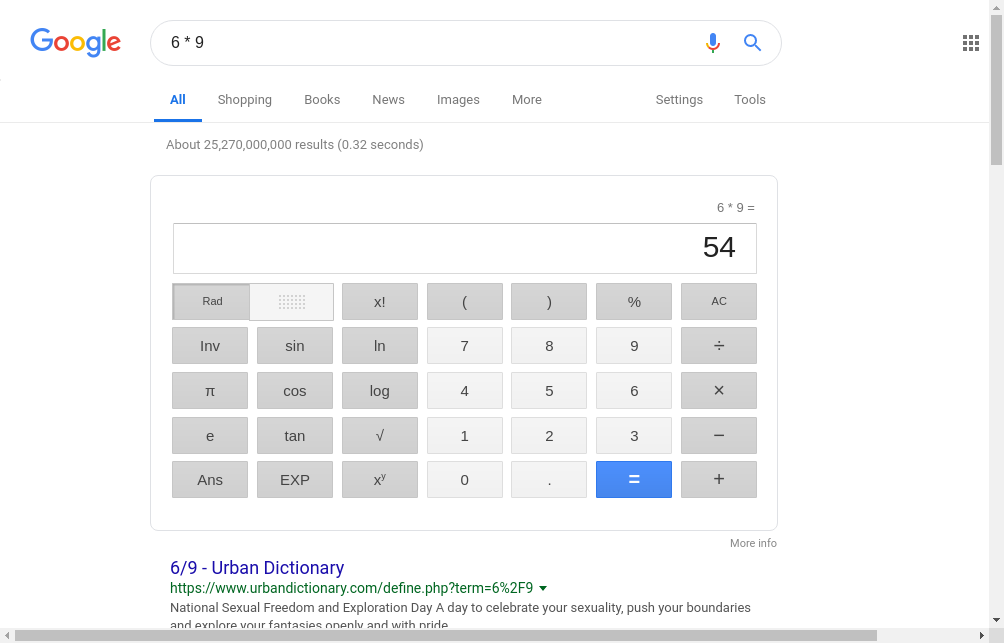 Google
6 * 9
All Shopping Books News Images More Settings Tools
About 25,270,000,000 results (0.32 seconds)
6 * 9 =
54
Rad x! ( ) % AC
Inv sin ln 7 8 9 ÷
π cos log 4 5 6 ×
e tan √ 1 2 3 −
Ans EXP xʸ 0 . = +
More info
6/9 - Urban Dictionary
https://www.urbandictionary.com/define.php?term=6%2F9
National Sexual Freedom and Exploration Day A day to celebrate your sexuality, push your boundaries
and explore your fantasies openly and with pride